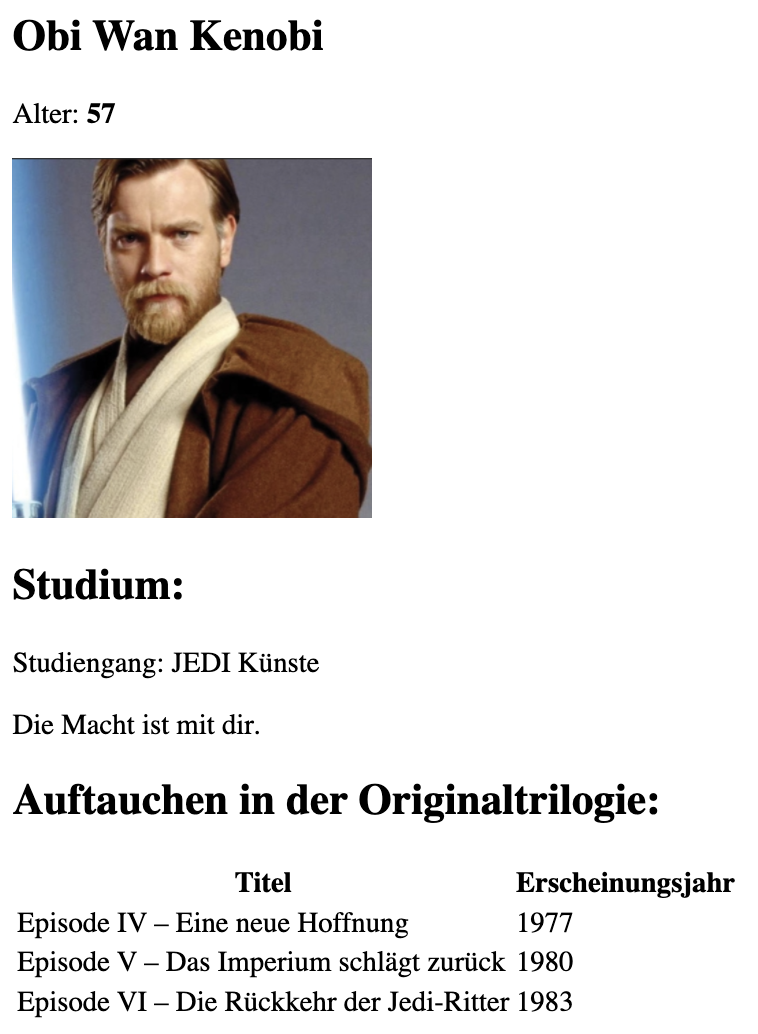 Obi Wan Kenobi
Alter: 57
Studium:
Studiengang: JEDI Künste
Die Macht ist mit dir.
Auftauchen in der Originaltrilogie:
Titel Erscheinungsjahr
Episode IV – Eine neue Hoffnung 1977
Episode V – Das Imperium schlägt zurück 1980
Episode VI – Die Rückkehr der Jedi-Ritter 1983